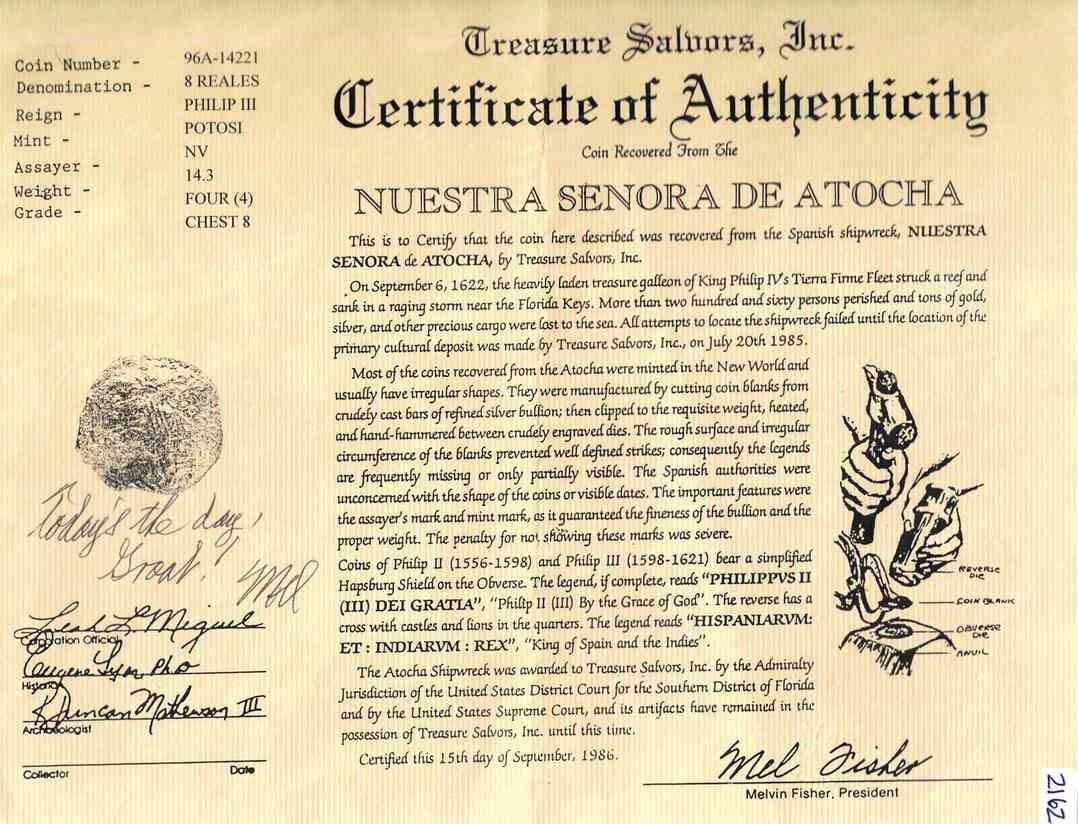 Treasure Salvors, Inc.
Certificate of Authenticity
Coin Recovered From The
NUESTRA SENORA DE ATOCHA
Coin Number - 96A-14221
Denomination - 8 REALES
Reign - PHILIP III
Mint - POTOSI
Assayer - NV
Weight - 14.3
Grade - FOUR (4)
CHEST 8
This is to Certify that the coin here described was recovered from the Spanish shipwreck, NUESTRA
SENORA de ATOCHA, by Treasure Salvors, Inc.
On September 6, 1622, the heavily laden treasure galleon of King Philip IV's Tierra Firme Fleet struck a reef and
sank in a raging storm near the Florida Keys. More than two hundred and sixty persons perished and tons of gold,
silver, and other precious cargo were lost to the sea. All attempts to locate the shipwreck failed until the location of the
primary cultural deposit was made by Treasure Salvors, Inc., on July 20th 1985.
Most of the coins recovered from the Atocha were minted in the New World and
usually have irregular shapes. They were manufactured by cutting coin blanks from
crudely cast bars of refined silver bullion; then clipped to the requisite weight, heated,
and hand-hammered between crudely engraved dies. The rough surface and irregular
circumference of the blanks prevented well defined strikes; consequently the legends
are frequently missing or only partially visible. The Spanish authorities were
unconcerned with the shape of the coins or visible dates. The important features were
the assayer's mark and mint mark, as it guaranteed the fineness of the bullion and the
proper weight. The penalty for not showing these marks was severe.
Coins of Philip II (1556-1598) and Philip III (1598-1621) bear a simplified
Hapsburg Shield on the Obverse. The legend, if complete, reads "PHILIPPVS II
(III) DEI GRATIA", "Philip II (III) By the Grace of God". The reverse has a
cross with castles and lions in the quarters. The legend reads "HISPANIARVM:
ET : INDIARVM : REX", "King of Spain and the Indies".
The Atocha Shipwreck was awarded to Treasure Salvors, Inc. by the Admiralty
Jurisdiction of the United States District Court for the Southern District of Florida
and by the United States Supreme Court, and its artifacts have remained in the
possession of Treasure Salvors, Inc. until this time.
Certified this 15th day of September, 1986.
REVERSE
DIE
COIN BLANK
OBVERSE
DIE
ANVIL
Today's the day,
Groat!
Mel
Leah L Miguel
Corporation Official
Eugene Lyon PhD
Historian
R Duncan Mathewson III
Archaeologist
Collector Date
Mel Fisher
Melvin Fisher, President
2162